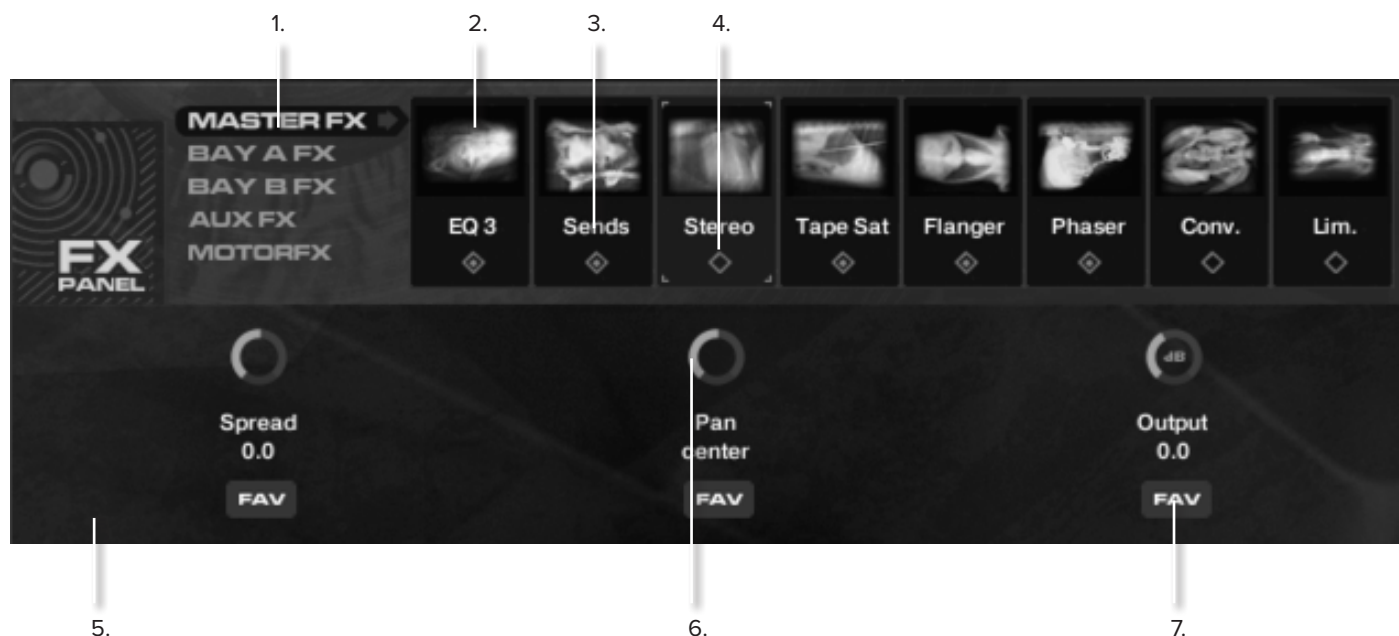 1.
2.
3.
4.
MASTER FX
BAY A FX
BAY B FX
AUX FX
MOTORFX
FX
PANEL
EQ 3
Sends
Stereo
Tape Sat
Flanger
Phaser
Conv.
Lim.
dB
Spread
0.0
FAV
Pan
center
FAV
Output
0.0
FAV
5.
6.
7.